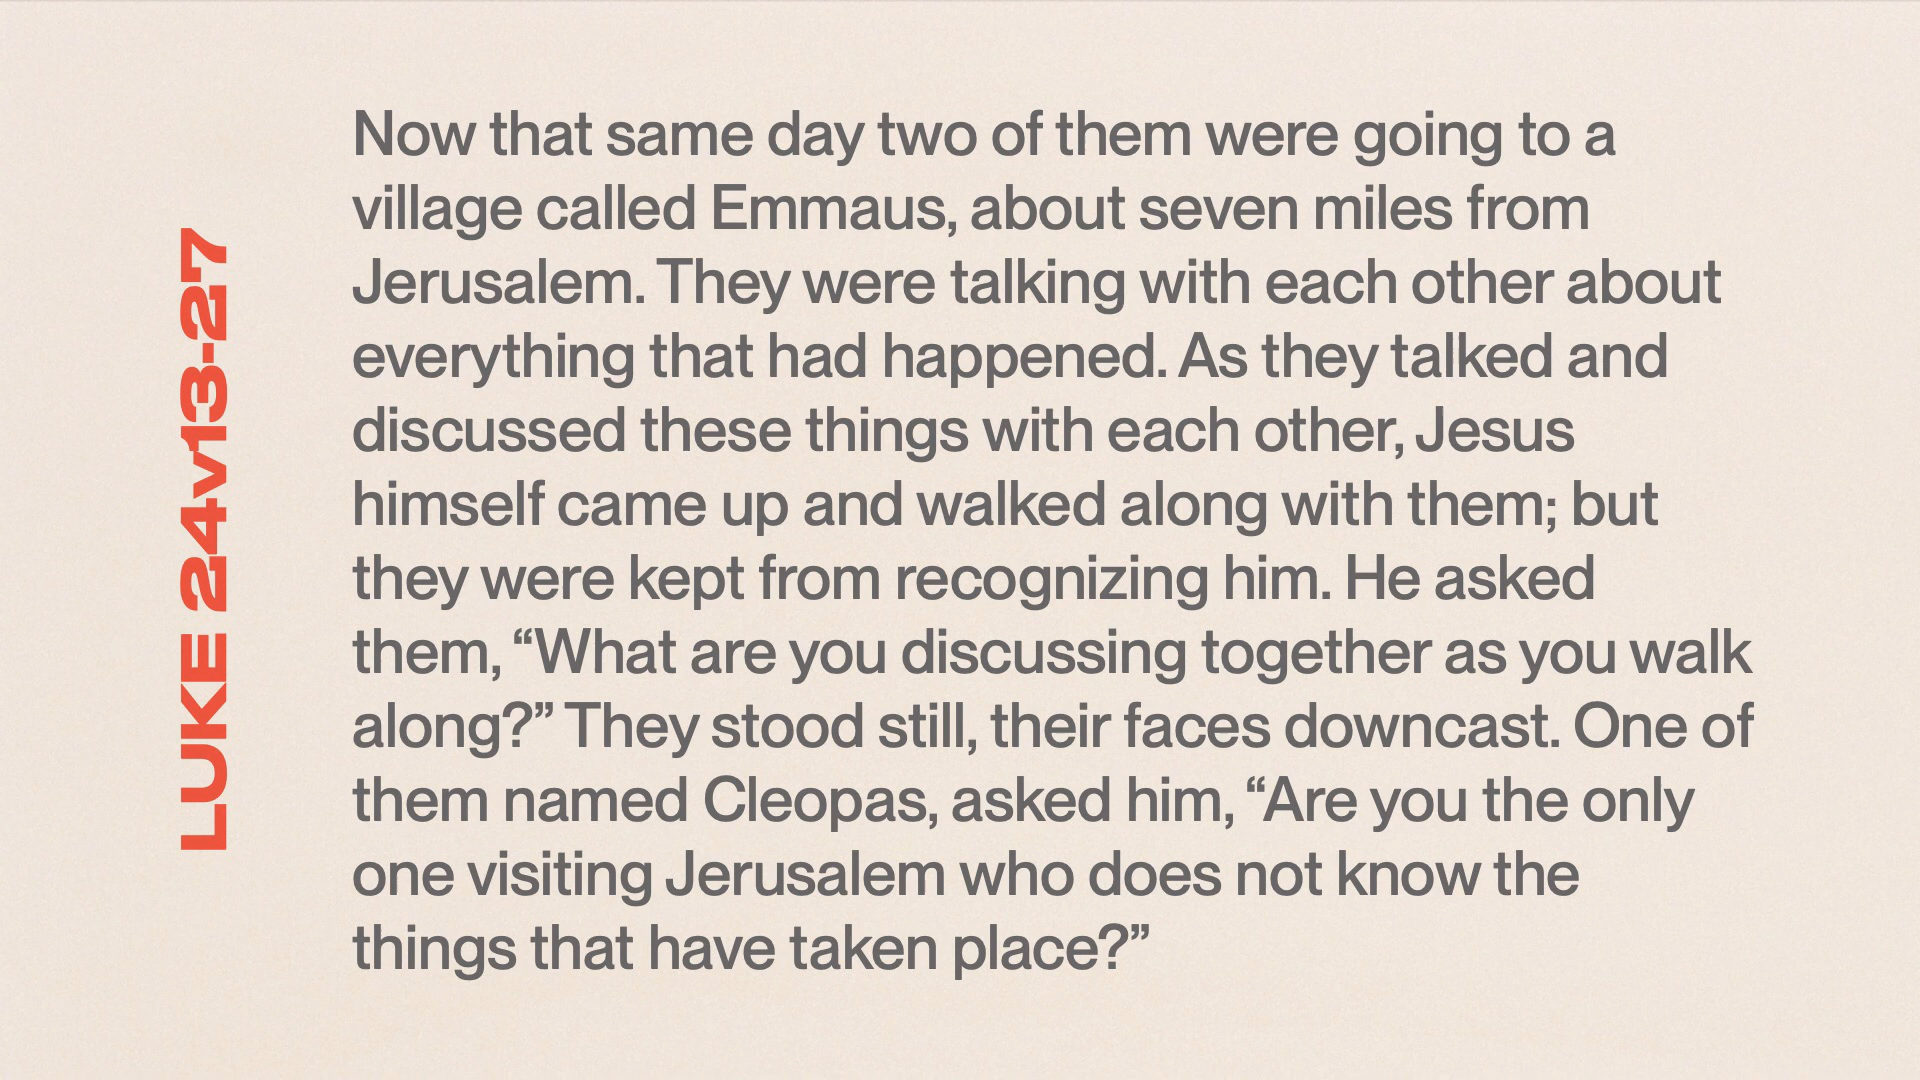 LUKE 24v13-27
Now that same day two of them were going to a
village called Emmaus, about seven miles from
Jerusalem. They were talking with each other about
everything that had happened. As they talked and
discussed these things with each other, Jesus
himself came up and walked along with them; but
they were kept from recognizing him. He asked
them, “What are you discussing together as you walk
along?” They stood still, their faces downcast. One of
them named Cleopas, asked him, “Are you the only
one visiting Jerusalem who does not know the
things that have taken place?”